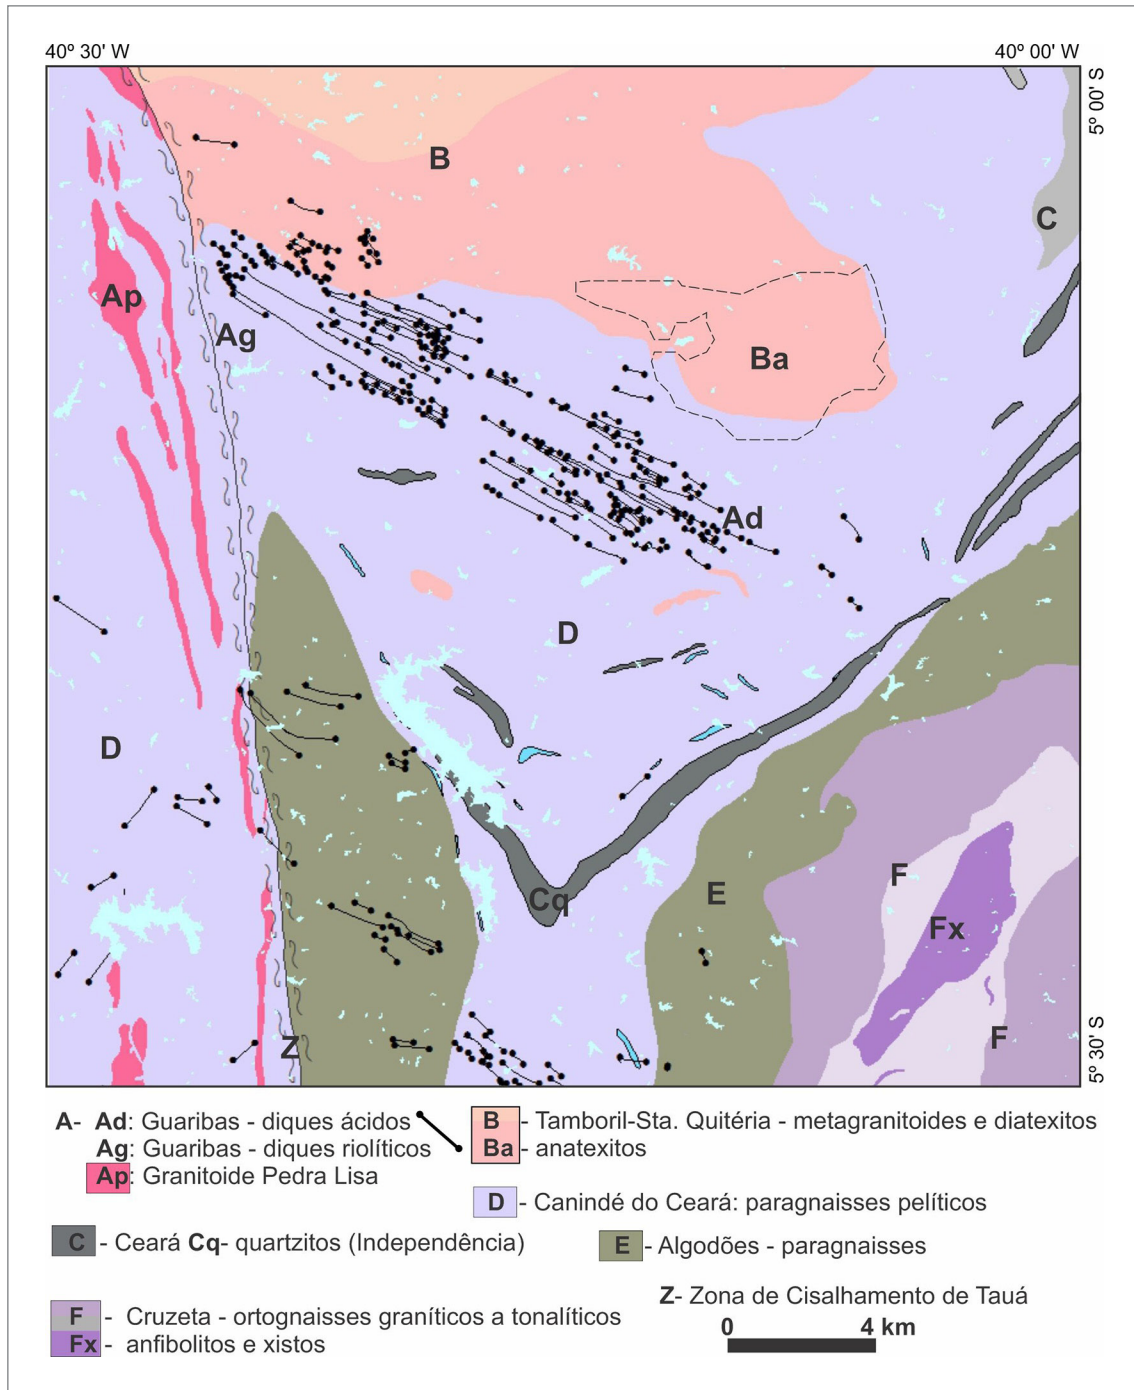 40º 30' W 40º 00' W
5º 00' S
B
C
Ap
Ag
Ba
Ad
D
D
F
E
Cq
Fx
F
Z
5º 30' S
A- Ad: Guaribas - diques ácidos
Ag: Guaribas - diques riolíticos
Ap: Granitoide Pedra Lisa
B - Tamboril-Sta. Quitéria - metagranitoides e diatexitos
Ba - anatexitos
D - Canindé do Ceará: paragnaisses pelíticos
C - Ceará Cq- quartzitos (Independência)
E - Algodões - paragnaisses
F - Cruzeta - ortognaisses graníticos a tonalíticos
Fx - anfibolitos e xistos
Z- Zona de Cisalhamento de Tauá
0 4 km